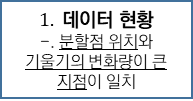 1. 데이터 현황
–. 분할점 위치와
기울기의 변화량이 큰
지점이 일치